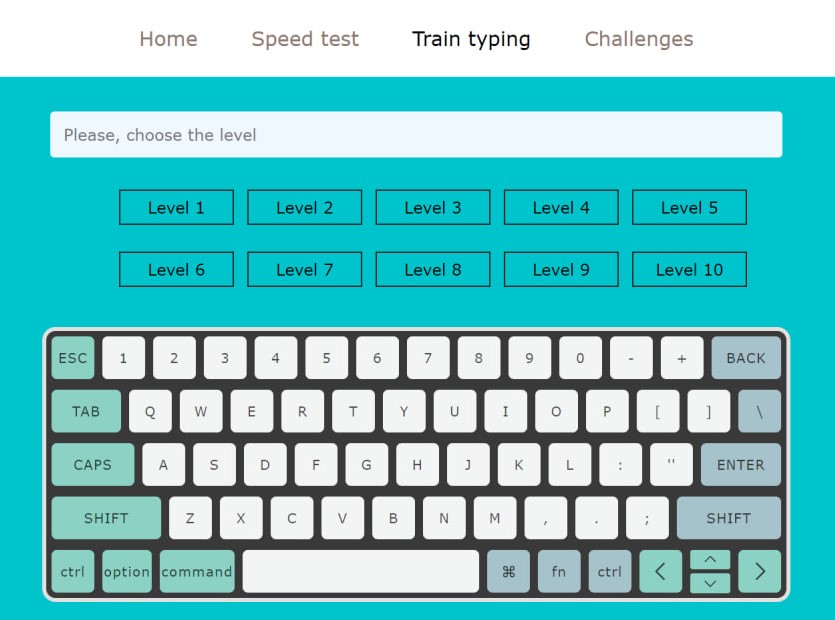 Home Speed test Train typing Challenges
Please, choose the level
Level 1 Level 2 Level 3 Level 4 Level 5
Level 6 Level 7 Level 8 Level 9 Level 10
ESC 1 2 3 4 5 6 7 8 9 0 - + BACK
TAB Q W E R T Y U I O P [ ] \
CAPS A S D F G H J K L : '' ENTER
SHIFT Z X C V B N M , . ; SHIFT
ctrl option command ⌘ fn ctrl